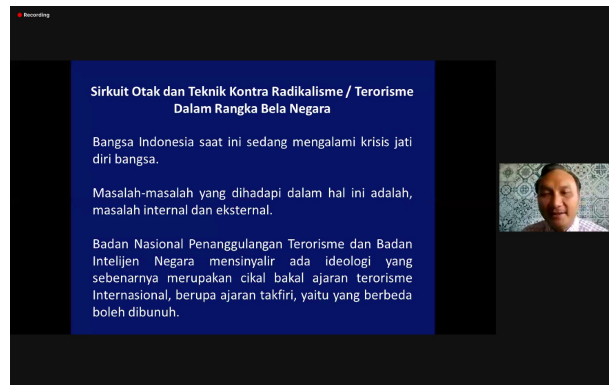 Recording
Sirkuit Otak dan Teknik Kontra Radikalisme / Terorisme
Dalam Rangka Bela Negara
Bangsa Indonesia saat ini sedang mengalami krisis jati
diri bangsa.
Masalah-masalah yang dihadapi dalam hal ini adalah,
masalah internal dan eksternal.
Badan Nasional Penanggulangan Terorisme dan Badan
Intelijen Negara mensinyalir ada ideologi yang
sebenarnya merupakan cikal bakal ajaran terorisme
Internasional, berupa ajaran takfiri, yaitu yang berbeda
boleh dibunuh.